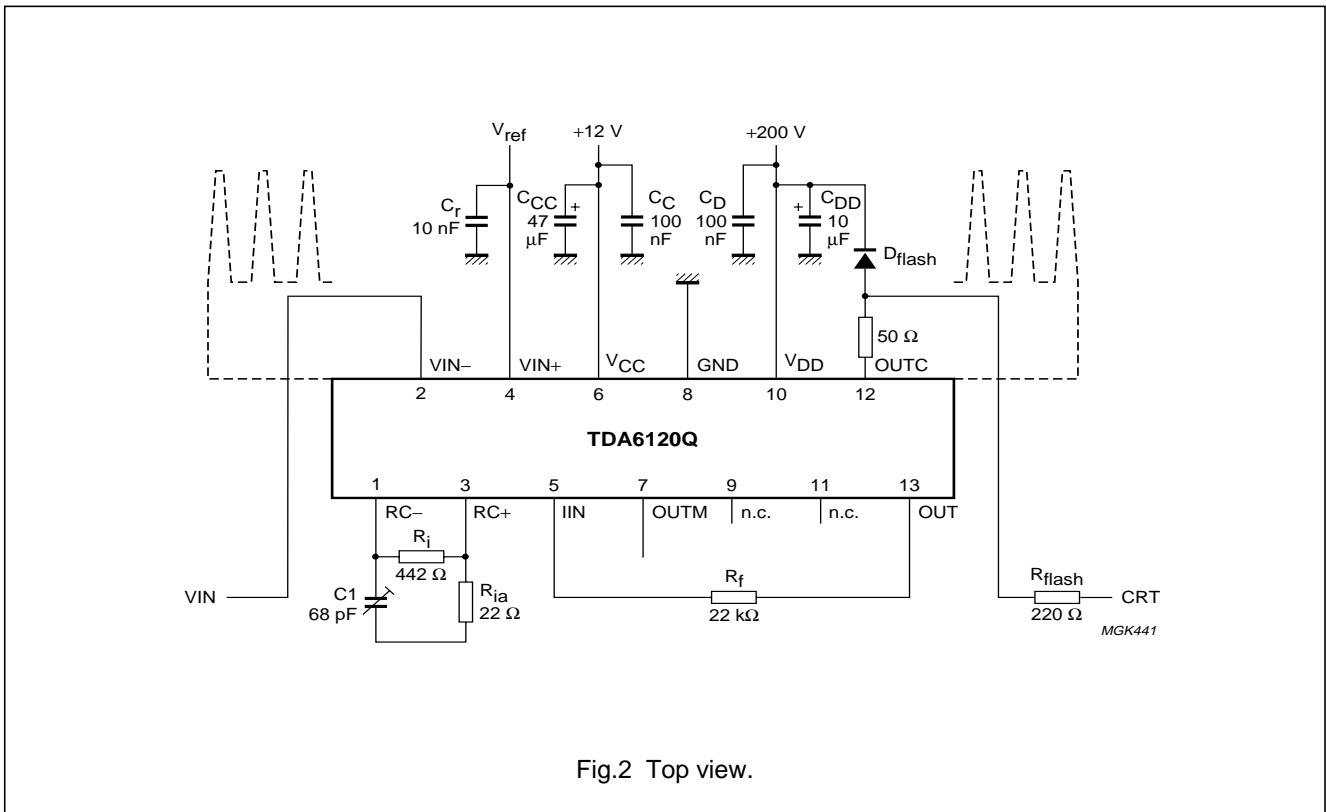 Vref
+12 V
+200 V
Cr
10 nF
CCC
47
µF
+
CC
100
nF
CD
100
nF
+
CDD
10
µF
Dflash
50 Ω
VIN−
VIN+
VCC
GND
VDD
OUTC
2
4
6
8
10
12
TDA6120Q
1
3
5
7
9
11
13
RC−
RC+
IIN
OUTM
n.c.
n.c.
OUT
Ri
442 Ω
C1
68 pF
Ria
22 Ω
VIN
Rf
22 kΩ
Rflash
220 Ω
CRT
MGK441
Fig.2 Top view.